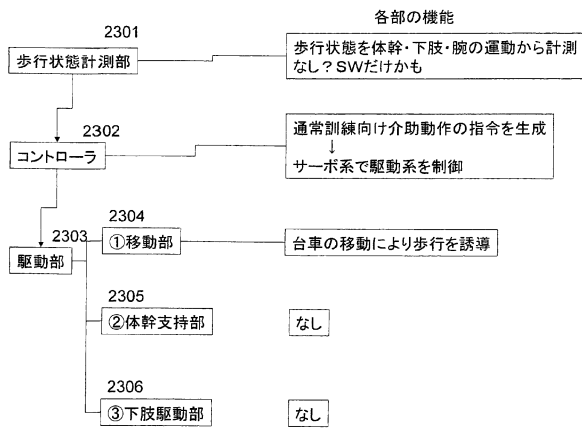 各部の機能
2301
歩行状態計測部
歩行状態を体幹・下肢・腕の運動から計測
なし？SWだけかも
2302
コントローラ
通常訓練向け介助動作の指令を生成
↓
サーボ系で駆動系を制御
2303
駆動部
2304
①移動部
台車の移動により歩行を誘導
2305
②体幹支持部
なし
2306
③下肢駆動部
なし